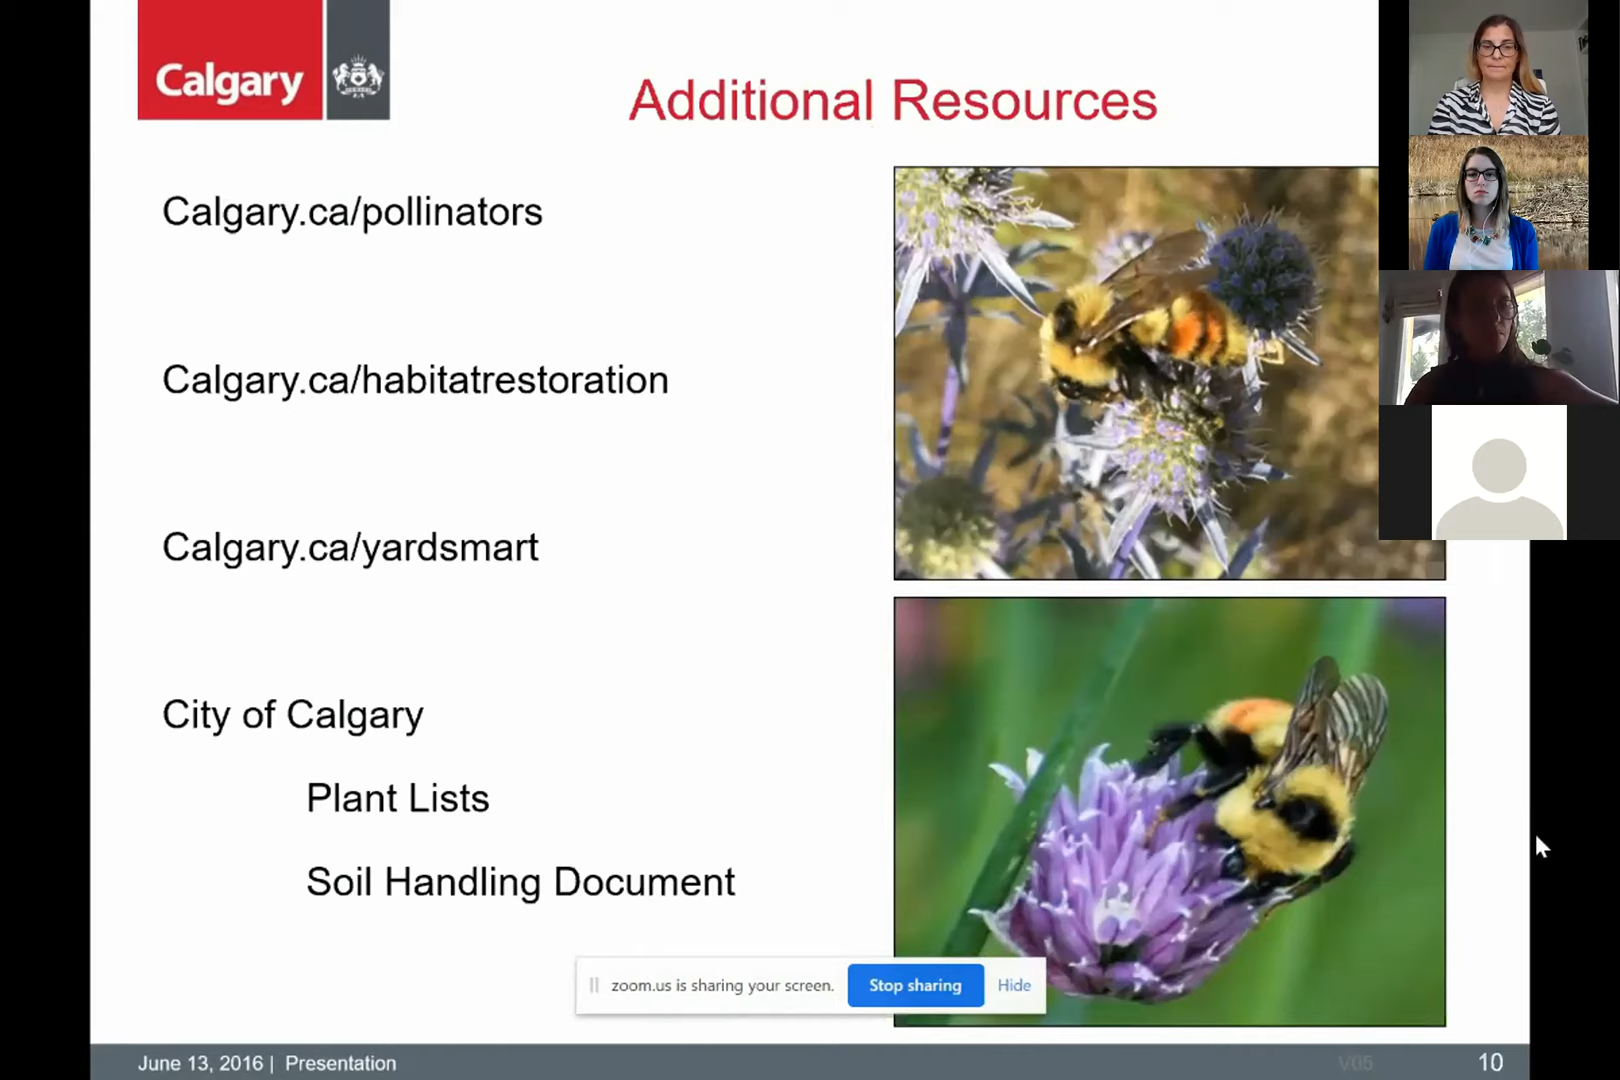 Calgary
Additional Resources
Calgary.ca/pollinators
Calgary.ca/habitatrestoration
Calgary.ca/yardsmart
City of Calgary
Plant Lists
Soil Handling Document
zoom.us is sharing your screen.
Stop sharing
Hide
June 13, 2016 | Presentation
V05
10